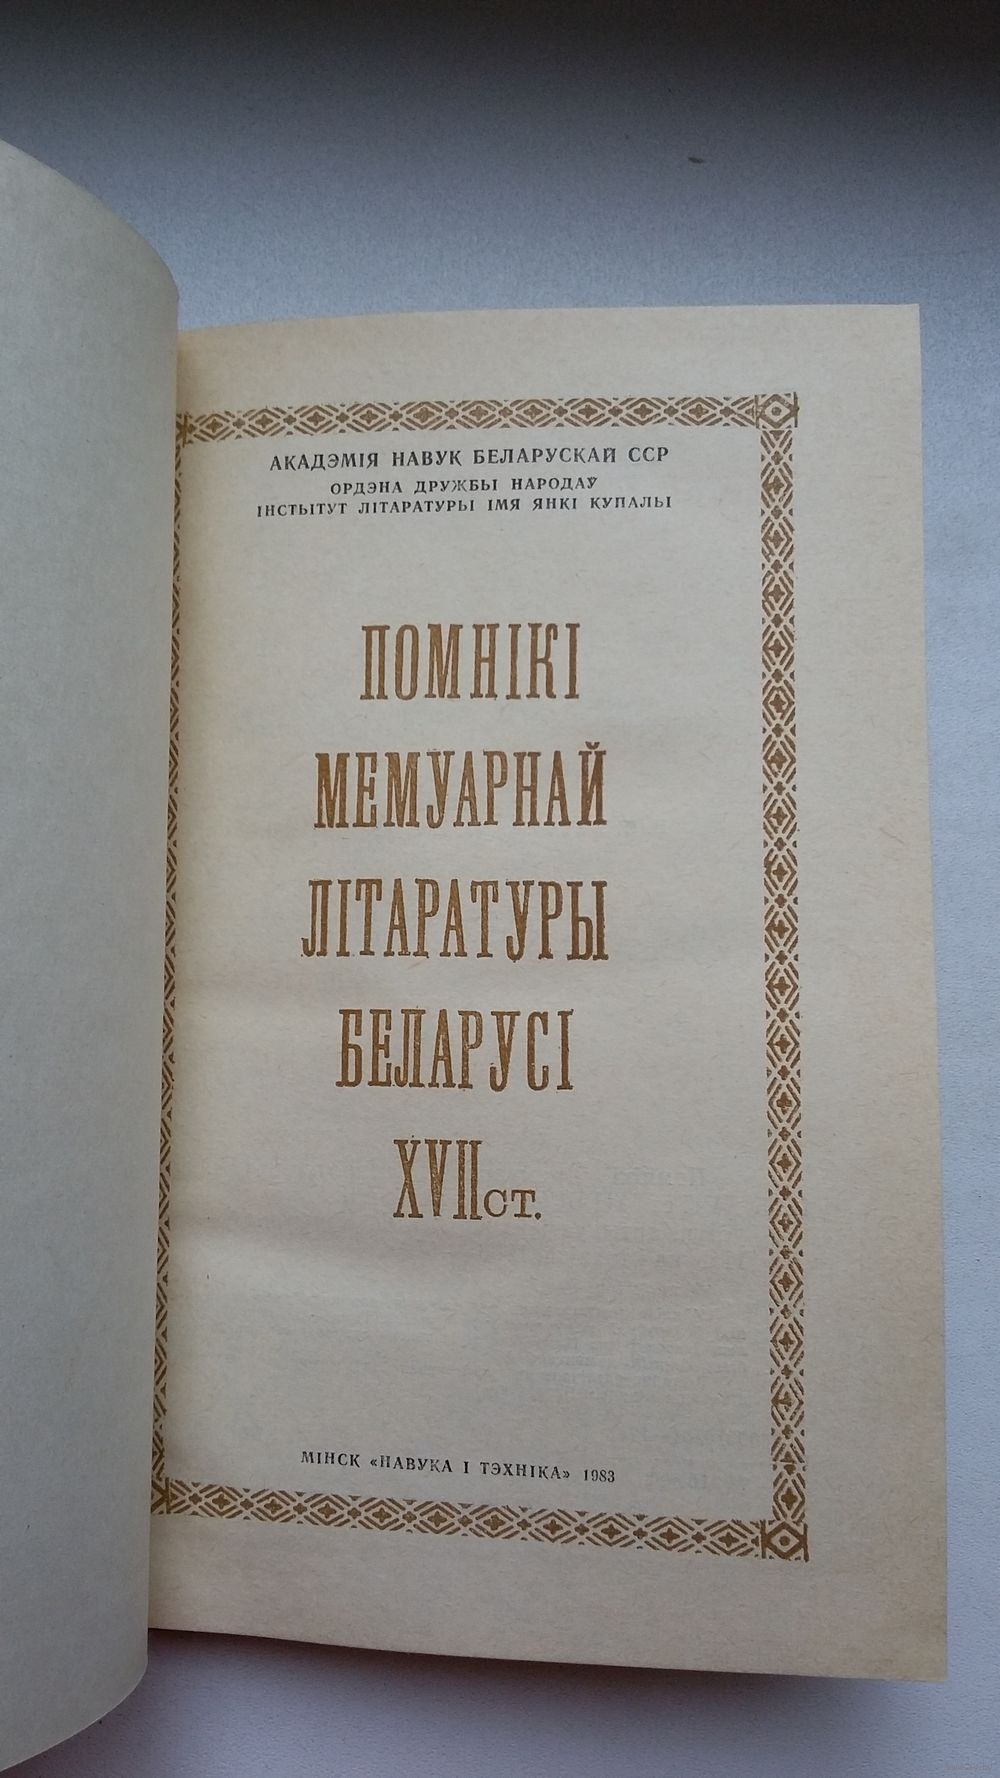 АКАДЭМІЯ НАВУК БЕЛАРУСКАЙ ССР
ОРДЭНА ДРУЖБЫ НАРОДАЎ
ІНСТЫТУТ ЛІТАРАТУРЫ ІМЯ ЯНКІ КУПАЛЫ
ПОМНІКІ
МЕМУАРНАЙ
ЛІТАРАТУРЫ
БЕЛАРУСІ
XVII СТ.
МІНСК «НАВУКА І ТЭХНІКА» 1983